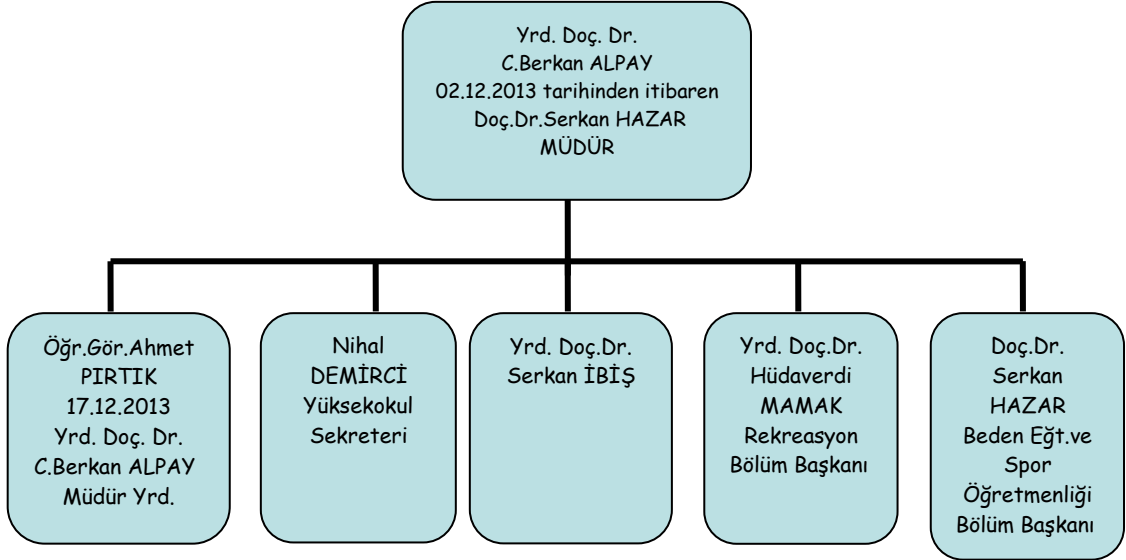 Yrd. Doç. Dr.
C.Berkan ALPAY
02.12.2013 tarihinden itibaren
Doç.Dr.Serkan HAZAR
MÜDÜR
Öğr.Gör.Ahmet
PIRTIK
17.12.2013
Yrd. Doç. Dr.
C.Berkan ALPAY
Müdür Yrd.
Nihal
DEMİRCİ
Yüksekokul
Sekreteri
Yrd. Doç.Dr.
Serkan İBİŞ
Yrd. Doç.Dr.
Hüdaverdi
MAMAK
Rekreasyon
Bölüm Başkanı
Doç.Dr.
Serkan
HAZAR
Beden Eğt.ve
Spor
Öğretmenliği
Bölüm Başkanı